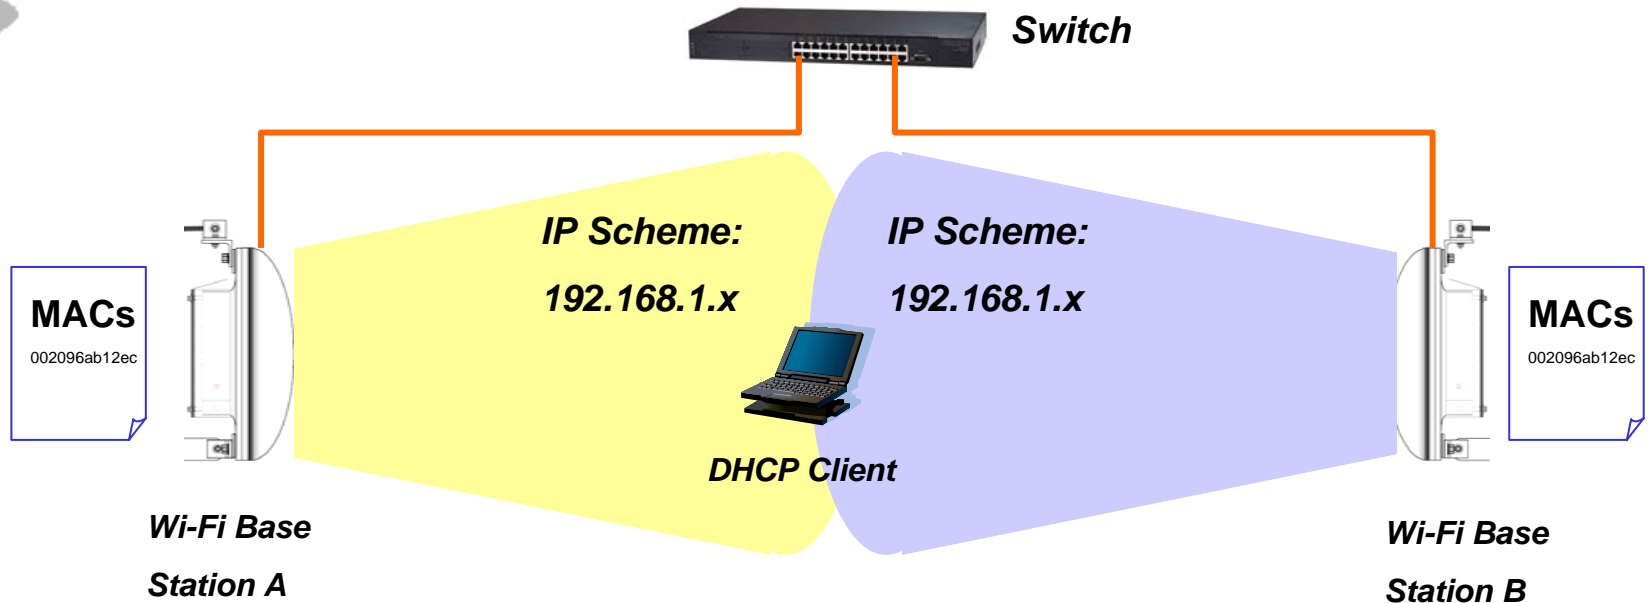 Switch
IP Scheme:
192.168.1.x
IP Scheme:
192.168.1.x
MACs
002096ab12ec
MACs
002096ab12ec
DHCP Client
Wi-Fi Base
Station A
Wi-Fi Base
Station B